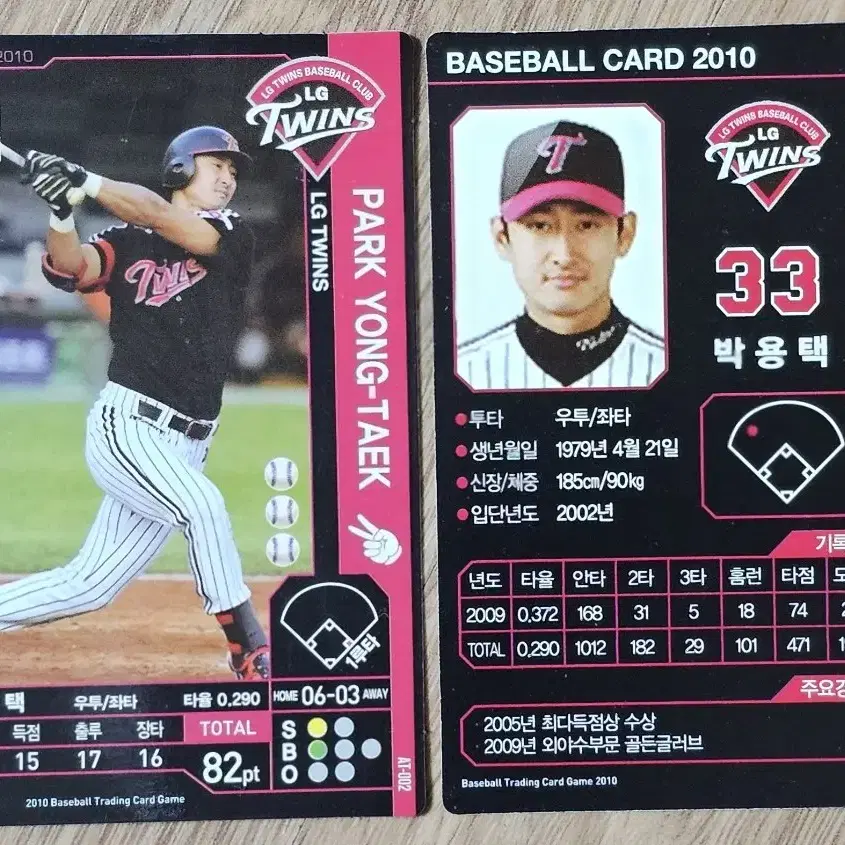 2010
LG TWINS BASEBALL CLUB
LG
TWINS
LG TWINS
PARK YONG-TAEK
Twins
1루타
택 우투/좌타 타율 0.290
HOME 06-03 AWAY
득점 출루 장타 TOTAL
15 17 16 82pt
S
B
O
AT-002
2010 Baseball Trading Card Game
BASEBALL CARD 2010
LG TWINS BASEBALL CLUB
LG
TWINS
T
33
박용택
투타 우투/좌타
생년월일 1979년 4월 21일
신장/체중 185cm/90kg
입단년도 2002년
기록
년도 타율 안타 2타 3타 홈런 타점 도
2009 0.372 168 31 5 18 74 2
TOTAL 0.290 1012 182 29 101 471 1
주요경
2005년 최다득점상 수상
2009년 외야수부문 골든글러브
Baseball Trading Card Game 2010